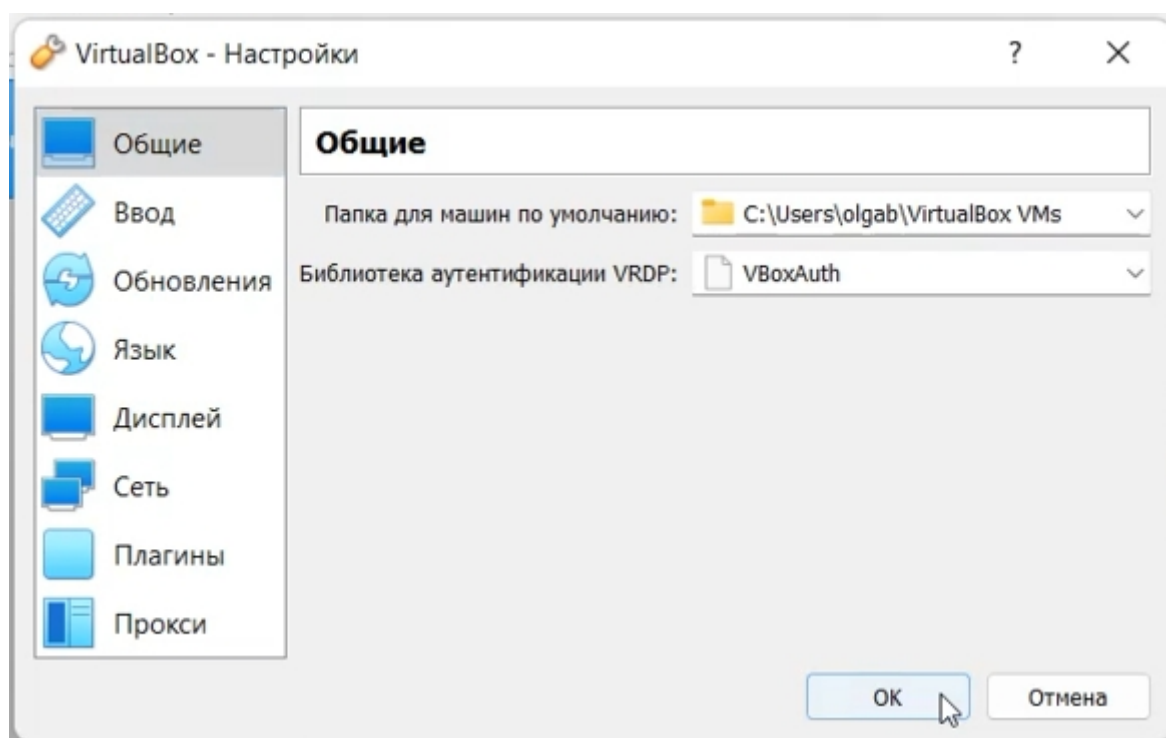 VirtualBox - Настройки
?
Общие
Ввод
Обновления
Язык
Дисплей
Сеть
Плагины
Прокси
Общие
Папка для машин по умолчанию: C:\Users\olgab\VirtualBox VMs
Библиотека аутентификации VRDP: VBoxAuth
OK
Отмена